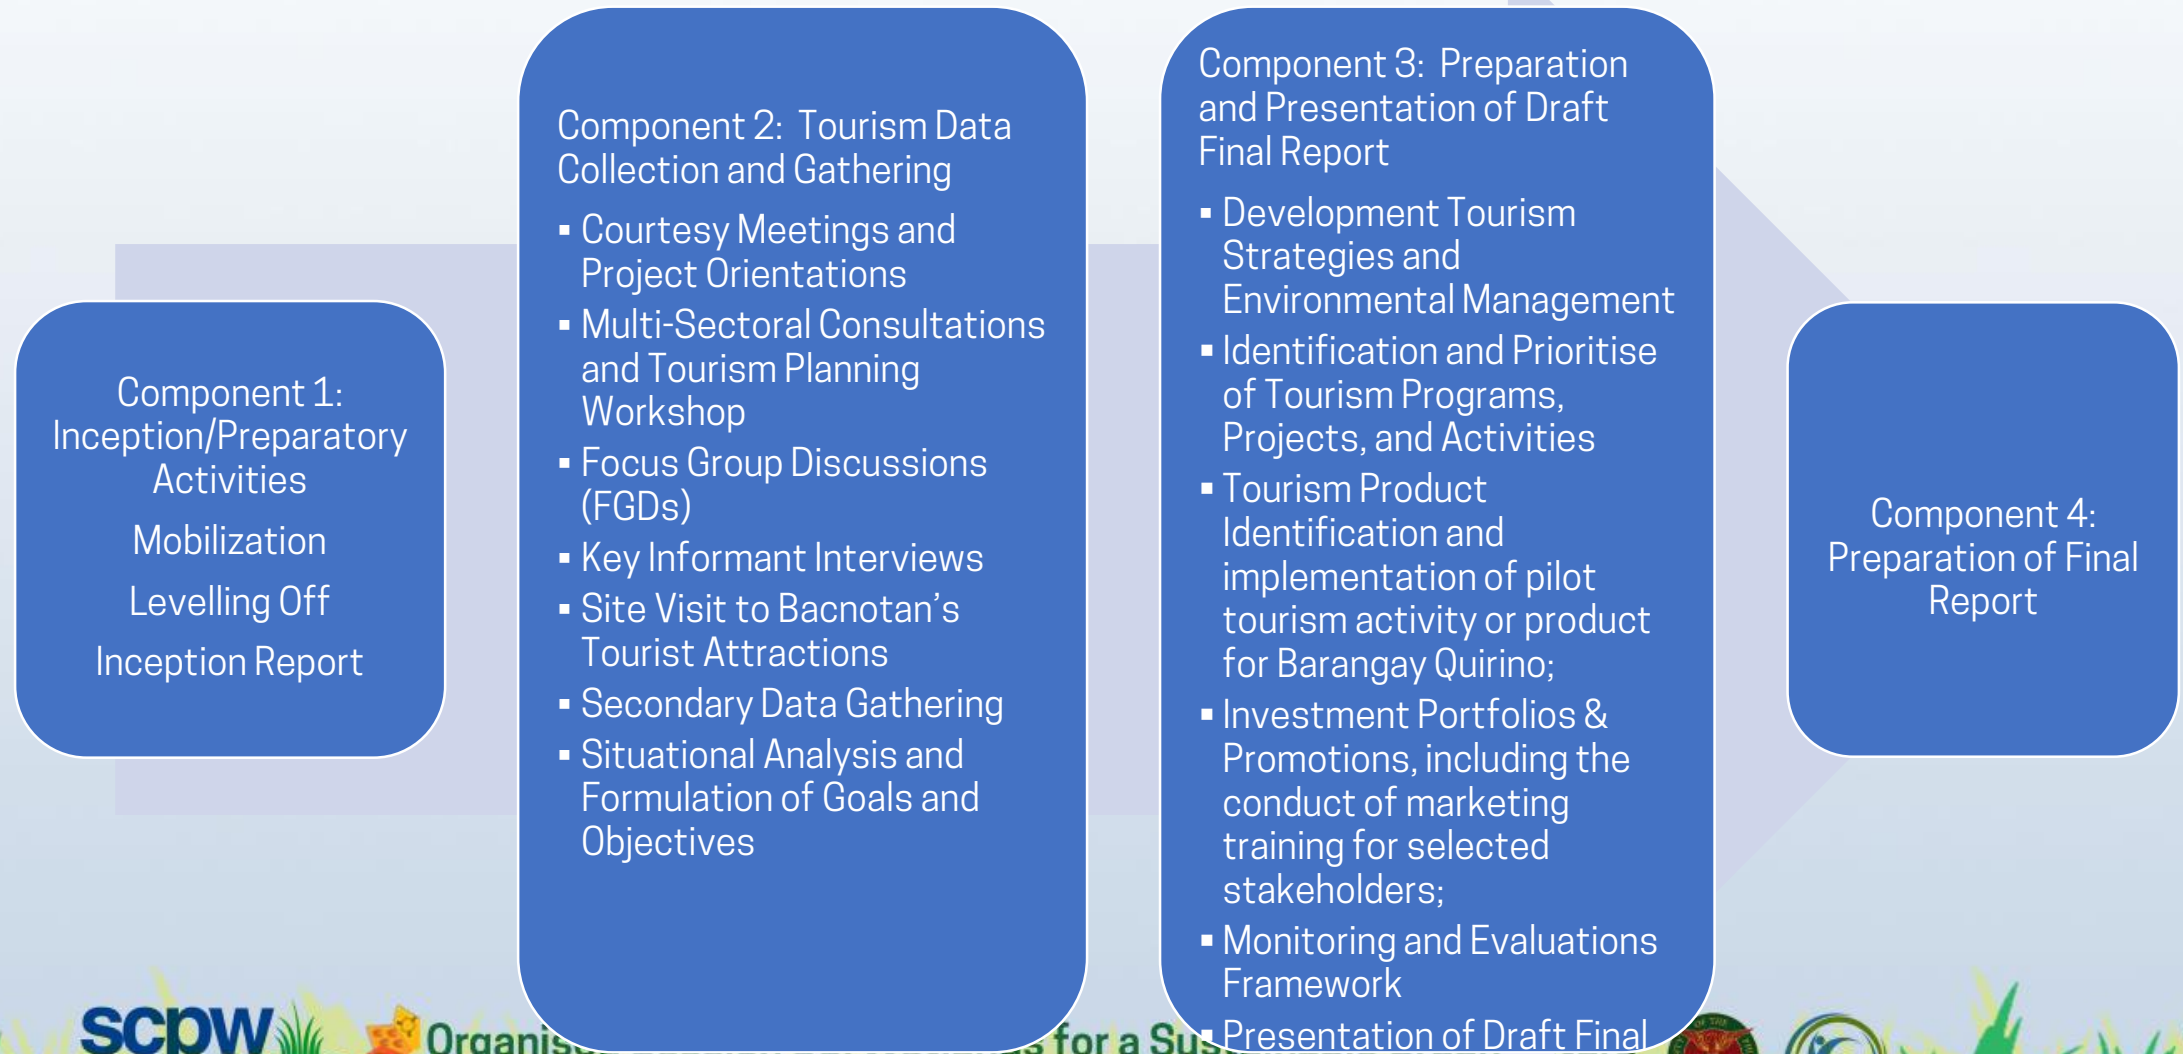 Component 1:
Inception/Preparatory
Activities
Mobilization
Levelling Off
Inception Report
Component 2: Tourism Data
Collection and Gathering
▪ Courtesy Meetings and
Project Orientations
▪ Multi-Sectoral Consultations
and Tourism Planning
Workshop
▪ Focus Group Discussions
(FGDs)
▪ Key Informant Interviews
▪ Site Visit to Bacnotan’s
Tourist Attractions
▪ Secondary Data Gathering
▪ Situational Analysis and
Formulation of Goals and
Objectives
Component 3: Preparation
and Presentation of Draft
Final Report
▪ Development Tourism
Strategies and
Environmental Management
▪ Identification and Prioritise
of Tourism Programs,
Projects, and Activities
▪ Tourism Product
Identification and
implementation of pilot
tourism activity or product
for Barangay Quirino;
▪ Investment Portfolios &
Promotions, including the
conduct of marketing
training for selected
stakeholders;
▪ Monitoring and Evaluations
Framework
▪ Presentation of Draft Final
Component 4:
Preparation of Final
Report
scpw
for a